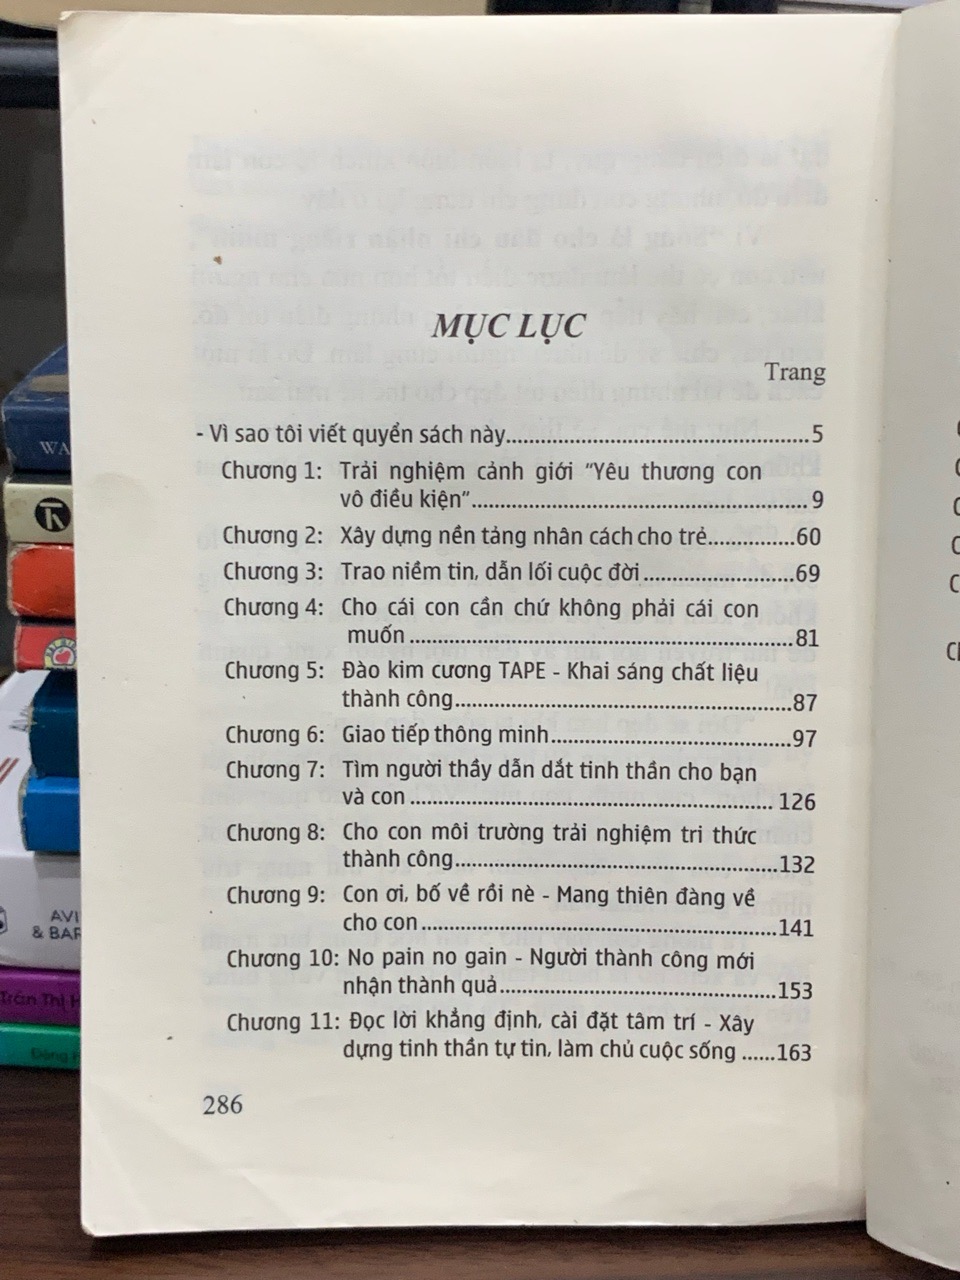 MỤC LỤC
Trang
- Vì sao tôi viết quyển sách này..................................................5
Chương 1: Trải nghiệm cảnh giới “Yêu thương con
vô điều kiện”.......................................................9
Chương 2: Xây dựng nền tảng nhân cách cho trẻ..............60
Chương 3: Trao niềm tin, dẫn lối cuộc đời.........................69
Chương 4: Cho cái con cần chứ không phải cái con
muốn................................................................81
Chương 5: Đào kim cương TAPE - Khai sáng chất liệu
thành công.......................................................87
Chương 6: Giao tiếp thông minh........................................97
Chương 7: Tìm người thầy dẫn dắt tinh thần cho bạn
và con............................................................126
Chương 8: Cho con môi trường trải nghiệm tri thức
thành công.....................................................132
Chương 9: Con ơi, bố về rồi nè - Mang thiên đàng về
cho con...........................................................141
Chương 10: No pain no gain - Người thành công mới
nhận thành quả..............................................153
Chương 11: Đọc lời khẳng định, cài đặt tâm trí - Xây
dựng tinh thần tự tin, làm chủ cuộc sống ......163
286
WA
AVI
& BAR
Trần Thị H